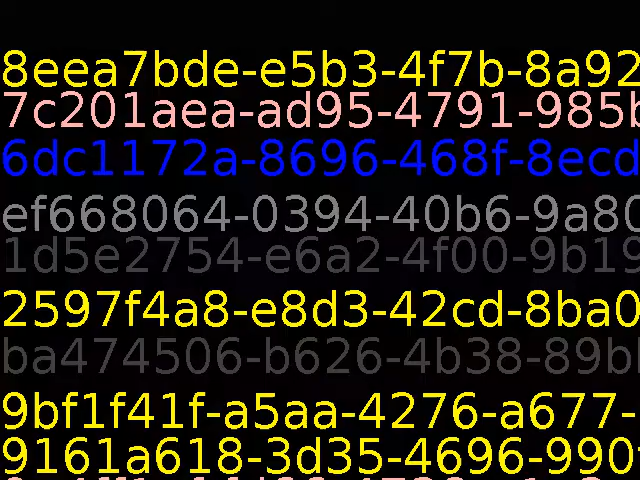 8eea7bde-e5b3-4f7b-8a92
7c201aea-ad95-4791-985b
6dc1172a-8696-468f-8ecd
ef668064-0394-40b6-9a80
1d5e2754-e6a2-4f00-9b19
2597f4a8-e8d3-42cd-8ba0
ba474506-b626-4b38-89b
9bf1f41f-a5aa-4276-a677-
9161a618-3d35-4696-990